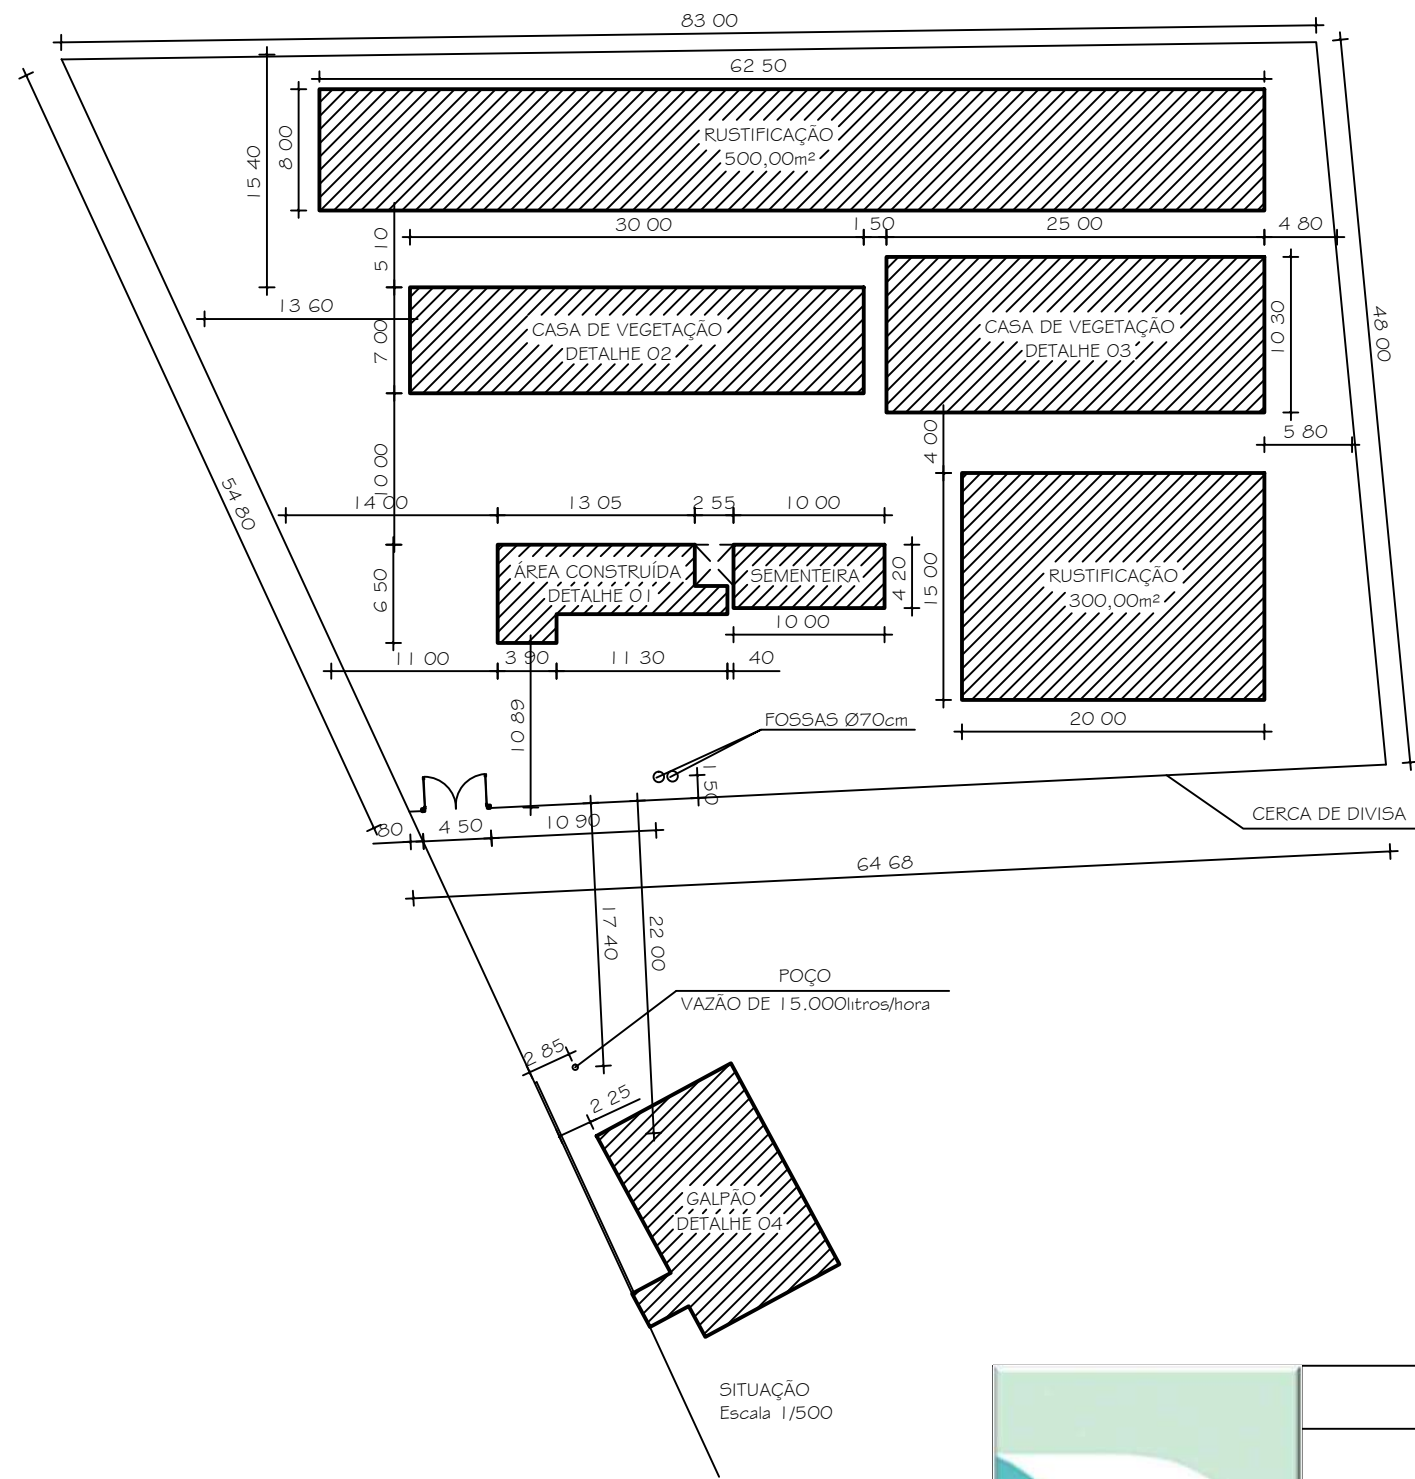 83 00
62 50
RUSTIFICAÇÃO
500,00m²
15 40
8 00
30 00
1 50
25 00
4 80
5 10
13 60
CASA DE VEGETAÇÃO
DETALHE 02
CASA DE VEGETAÇÃO
DETALHE 03
7 00
10 30
48 00
4 00
5 80
10 00
54 80
14 00
13 05
2 55
10 00
ÁREA CONSTRUÍDA
DETALHE 01
SEMENTEIRA
6 50
4 20
15 00
RUSTIFICAÇÃO
300,00m²
10 00
11 00
3 90
11 30
40
10 89
20 00
FOSSAS Ø70cm
1 50
CERCA DE DIVISA
80
4 50
10 90
64 68
17 40
22 00
POÇO
VAZÃO DE 15.000litros/hora
2 85
2 25
GALPÃO
DETALHE 04
SITUAÇÃO
Escala 1/500